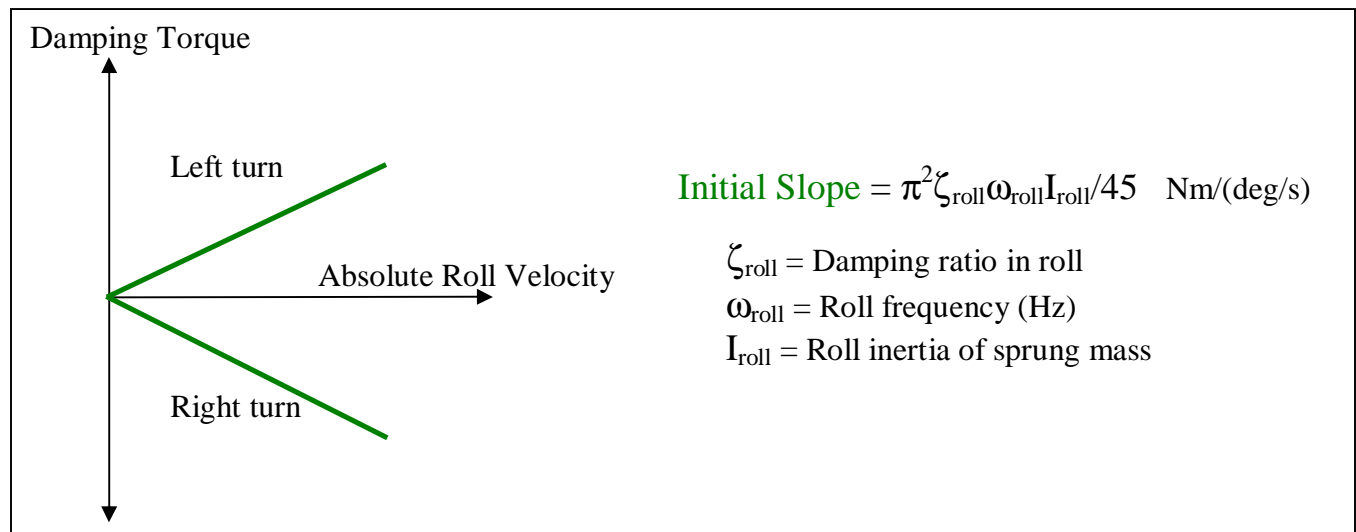 Damping Torque
Left turn
Absolute Roll Velocity
Right turn
Initial Slope = π²ζrollωrollIroll/45 Nm/(deg/s)
ζroll = Damping ratio in roll
ωroll = Roll frequency (Hz)
Iroll = Roll inertia of sprung mass